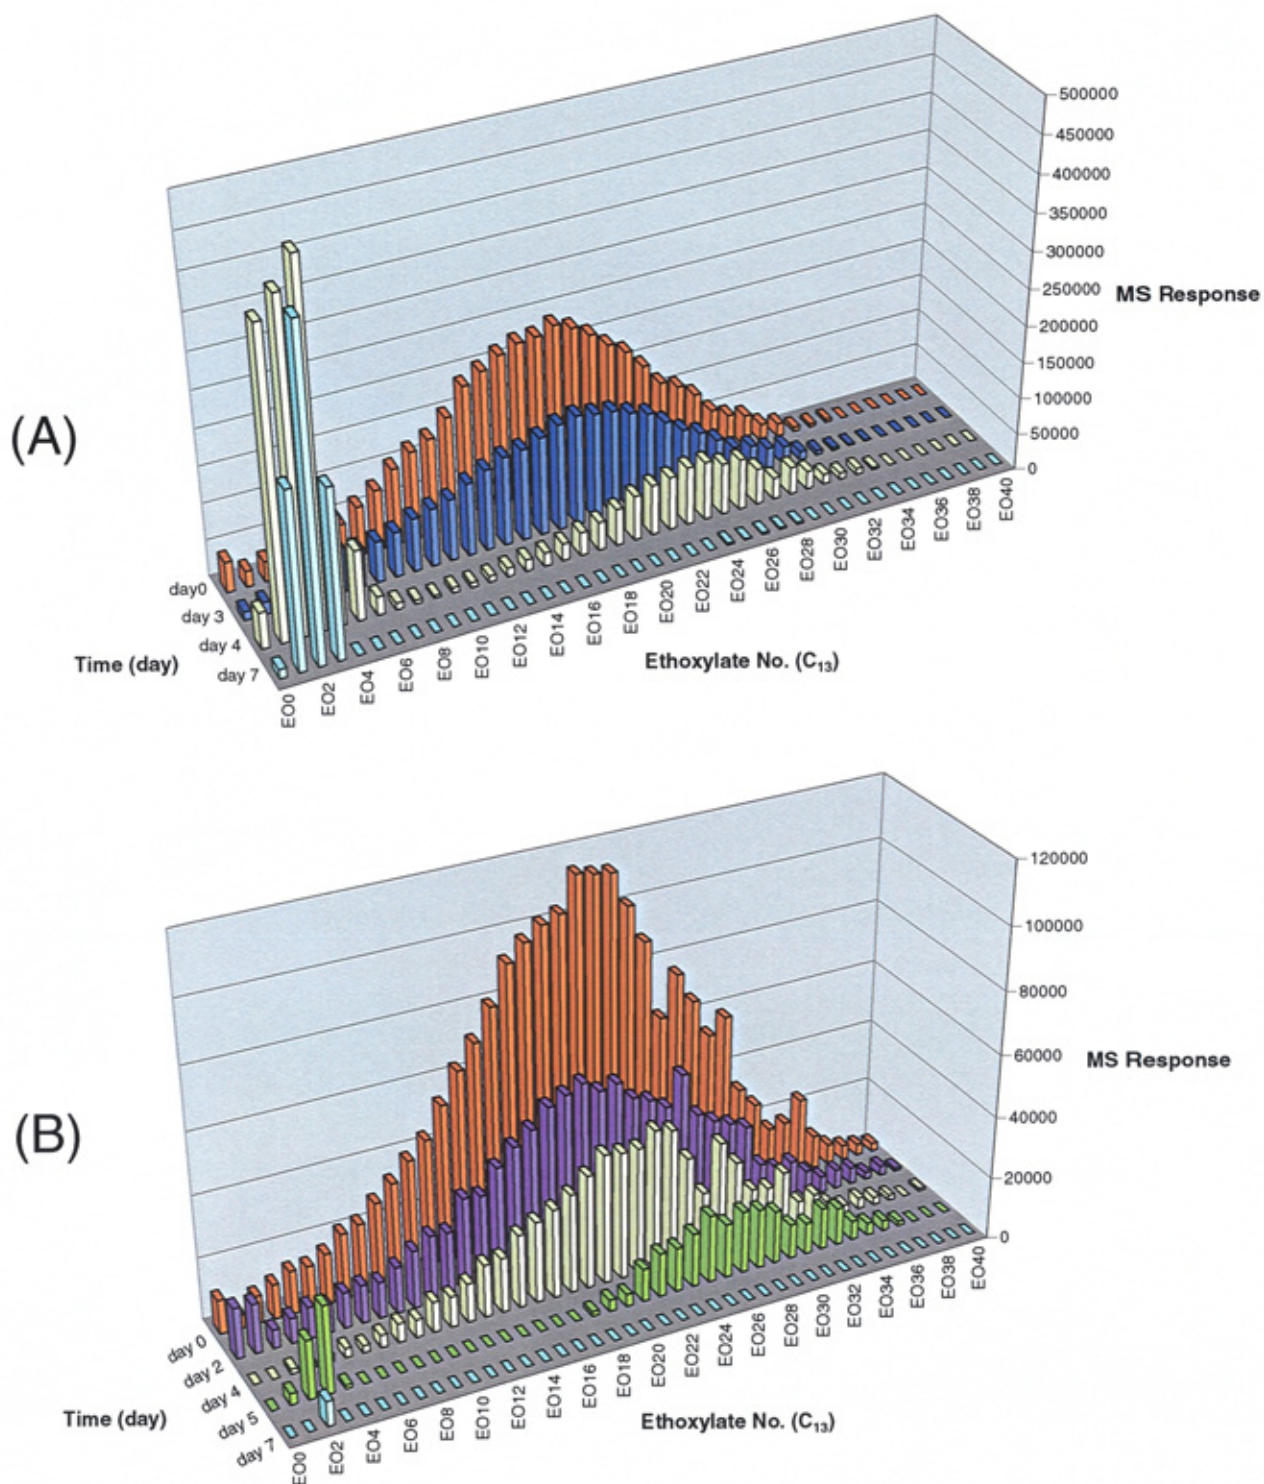 (A)
500000
450000
400000
350000
300000
250000
200000
150000
100000
50000
0
MS Response
day0
day 3
day 4
day 7
Time (day)
EO0
EO2
EO4
EO6
EO8
EO10
EO12
EO14
EO16
EO18
EO20
EO22
EO24
EO26
EO28
EO30
EO32
EO34
EO36
EO38
EO40
Ethoxylate No. (C₁₃)
(B)
120000
100000
80000
60000
40000
20000
0
MS Response
day 0
day 2
day 4
day 5
day 7
Time (day)
EO0
EO2
EO4
EO6
EO8
EO10
EO12
EO14
EO16
EO18
EO20
EO22
EO24
EO26
EO28
EO30
EO32
EO34
EO36
EO38
EO40
Ethoxylate No. (C₁₃)